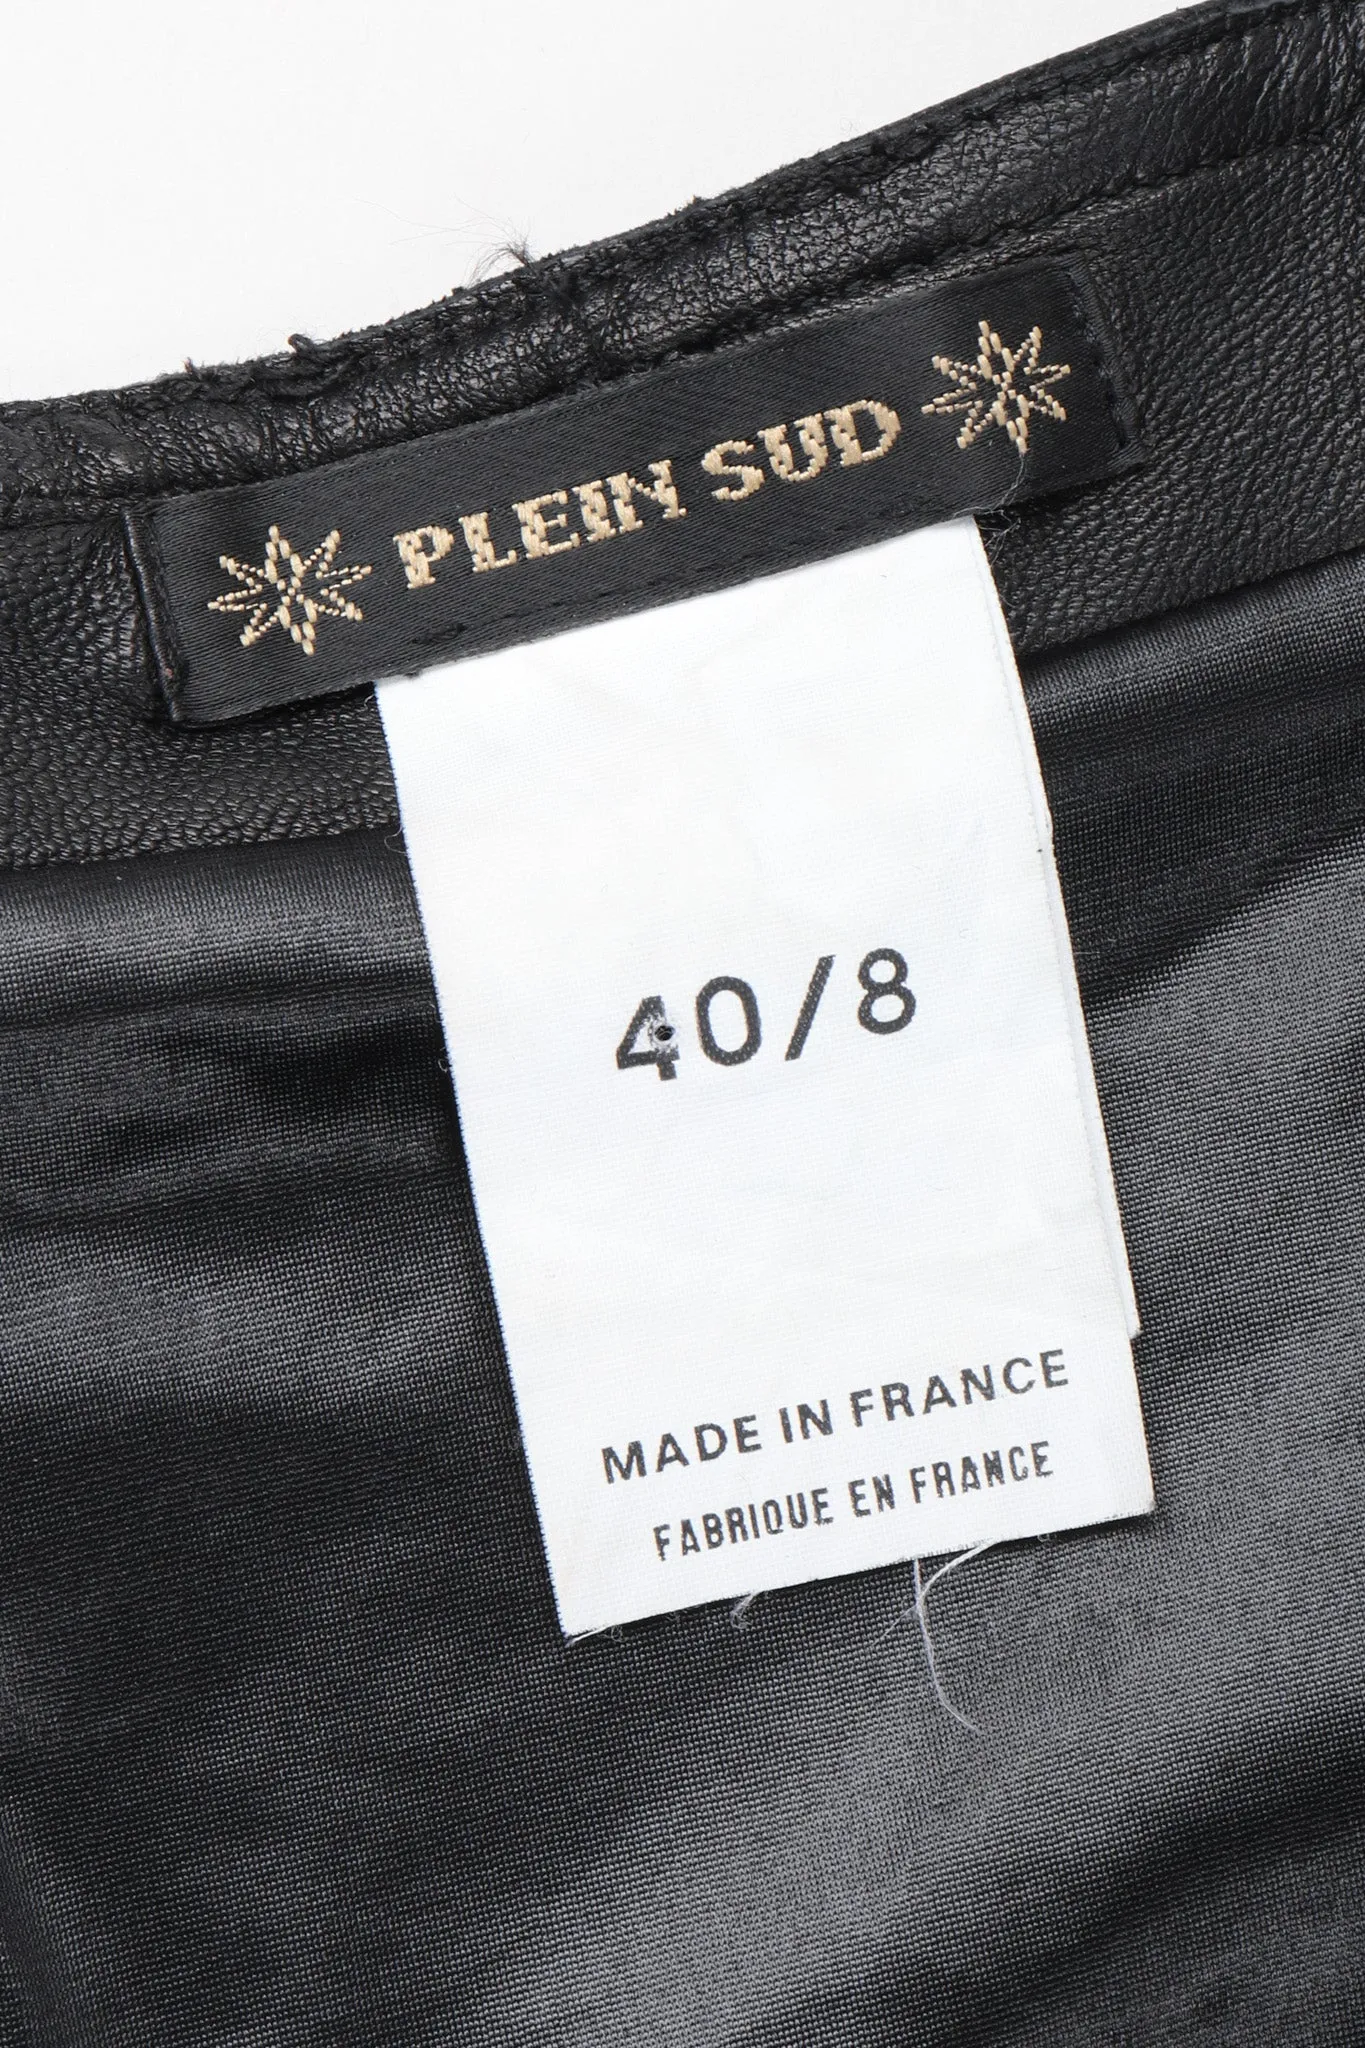 PLEIN SUD
40/8
MADE IN FRANCE
FABRIQUE EN FRANCE